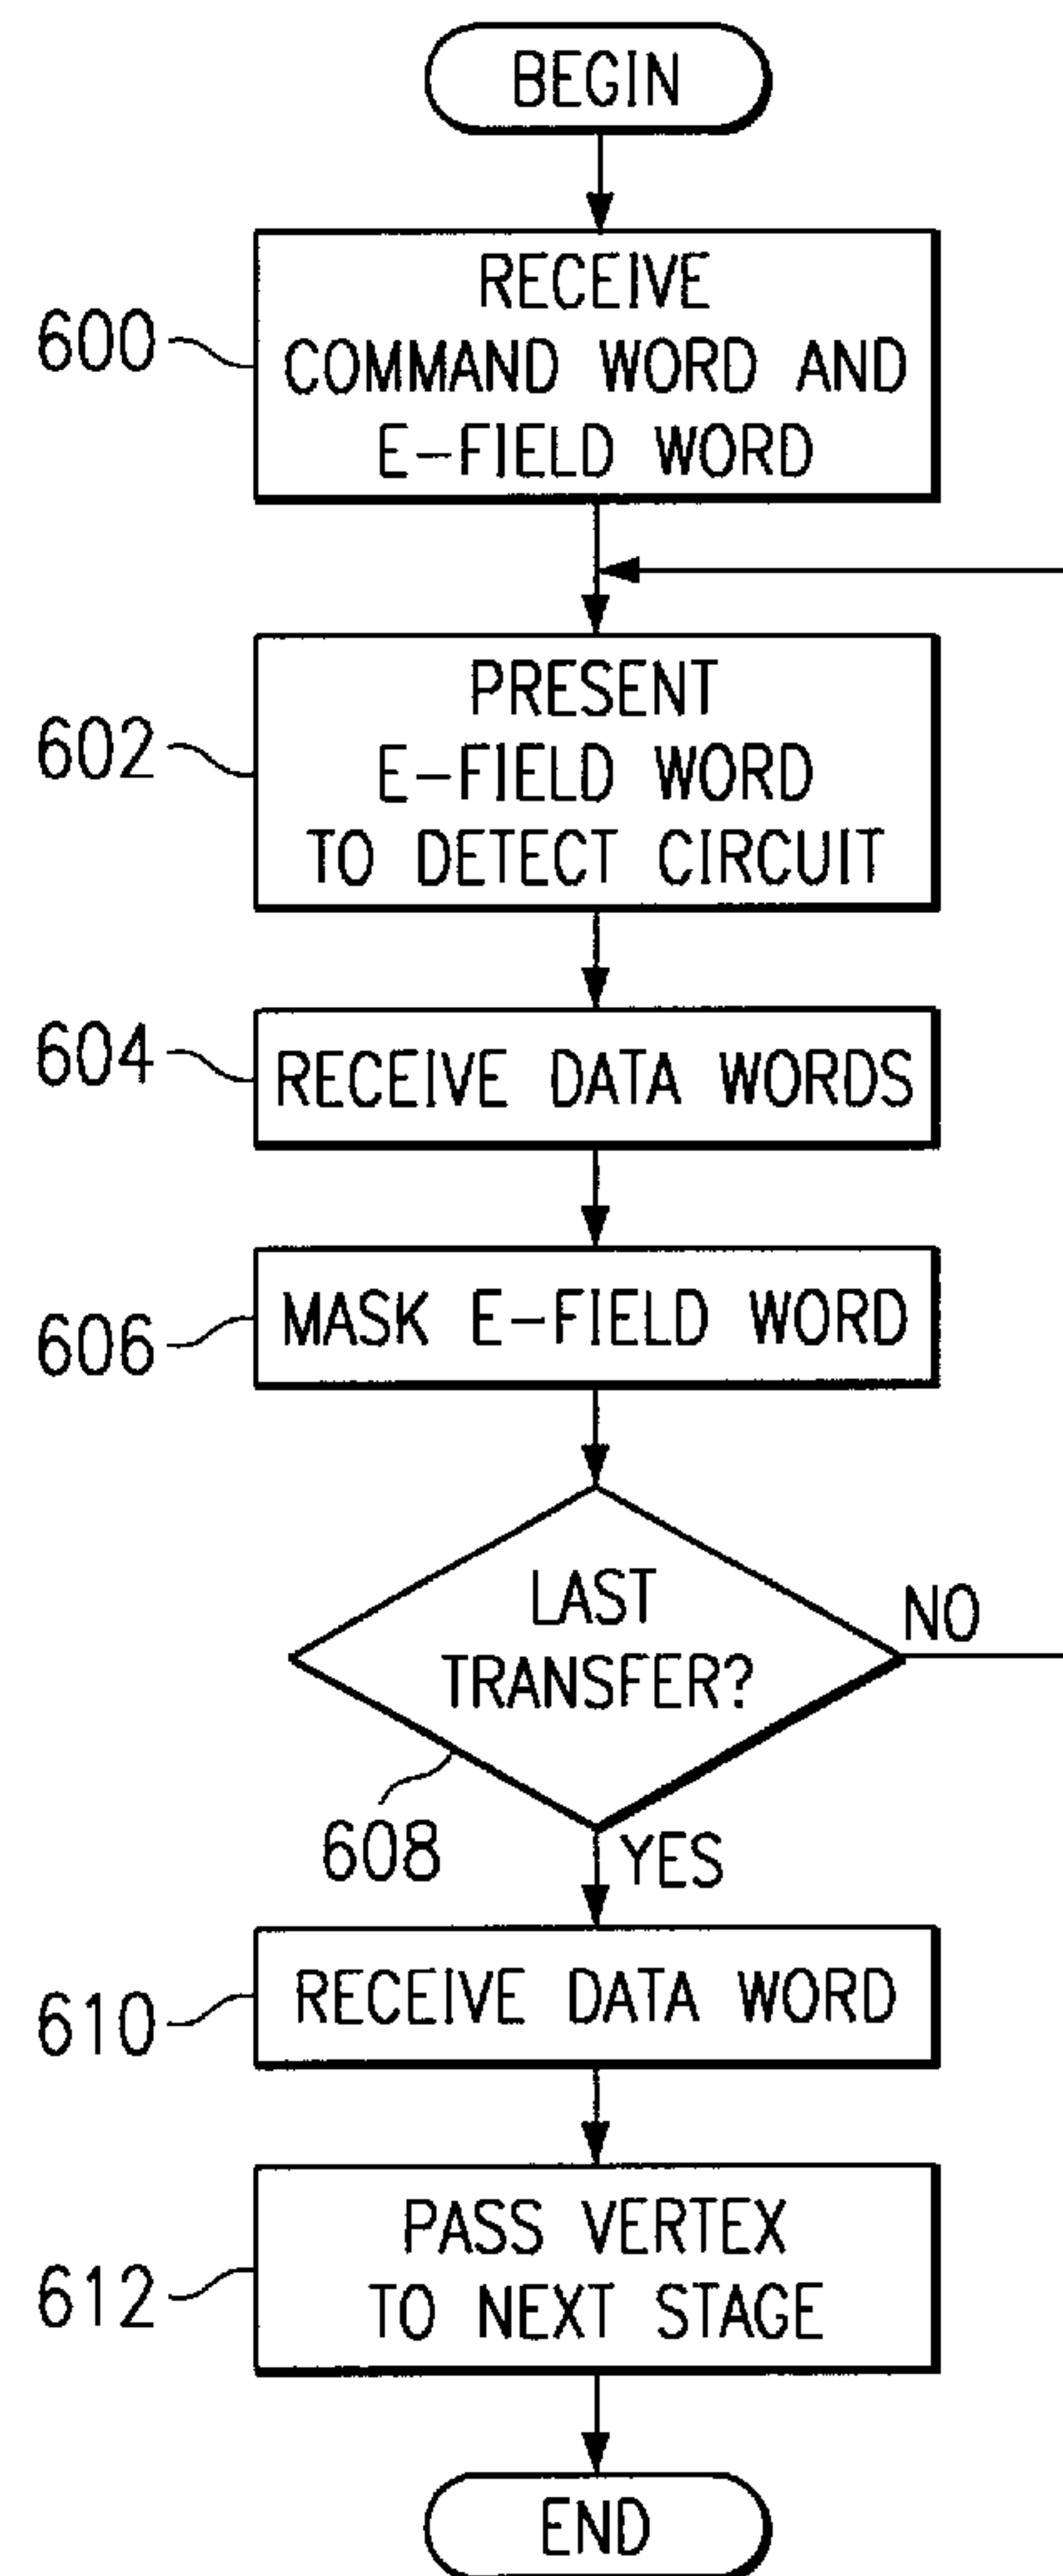 BEGIN
RECEIVE
COMMAND WORD AND
E-FIELD WORD
600
PRESENT
E-FIELD WORD
TO DETECT CIRCUIT
602
604
RECEIVE DATA WORDS
MASK E-FIELD WORD
606
LAST
TRANSFER?
NO
608
YES
RECEIVE DATA WORD
610
PASS VERTEX
TO NEXT STAGE
612
END